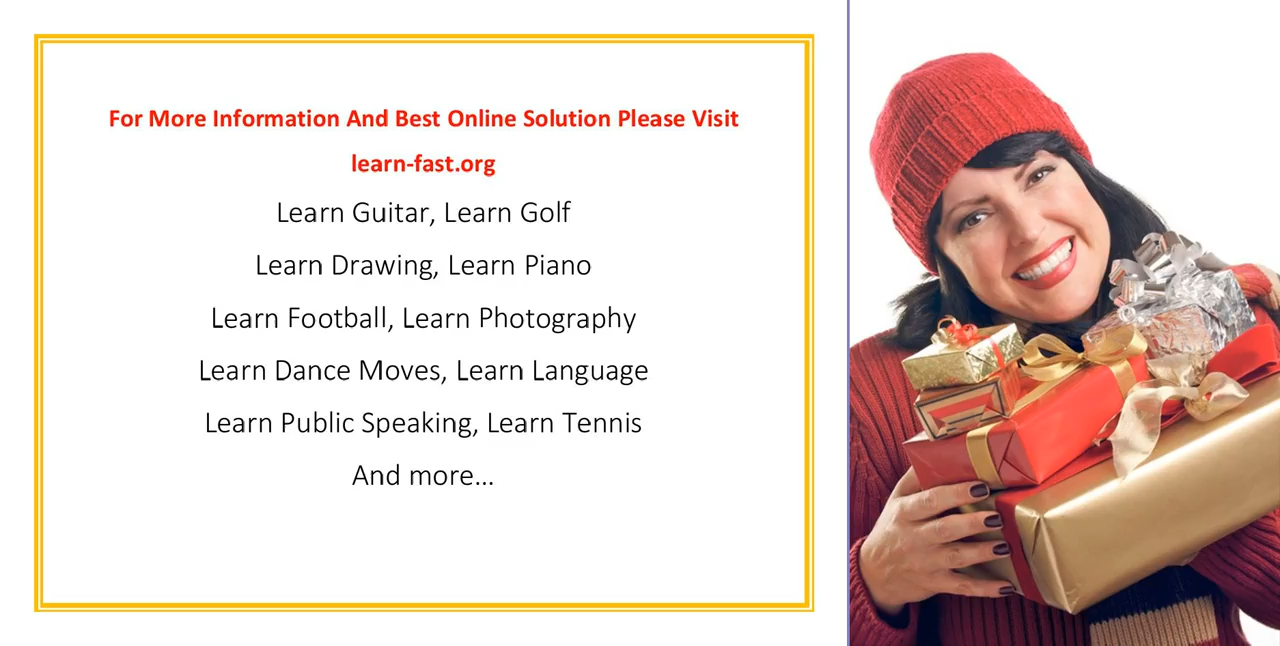 For More Information And Best Online Solution Please Visit
learn-fast.org
Learn Guitar, Learn Golf
Learn Drawing, Learn Piano
Learn Football, Learn Photography
Learn Dance Moves, Learn Language
Learn Public Speaking, Learn Tennis
And more...